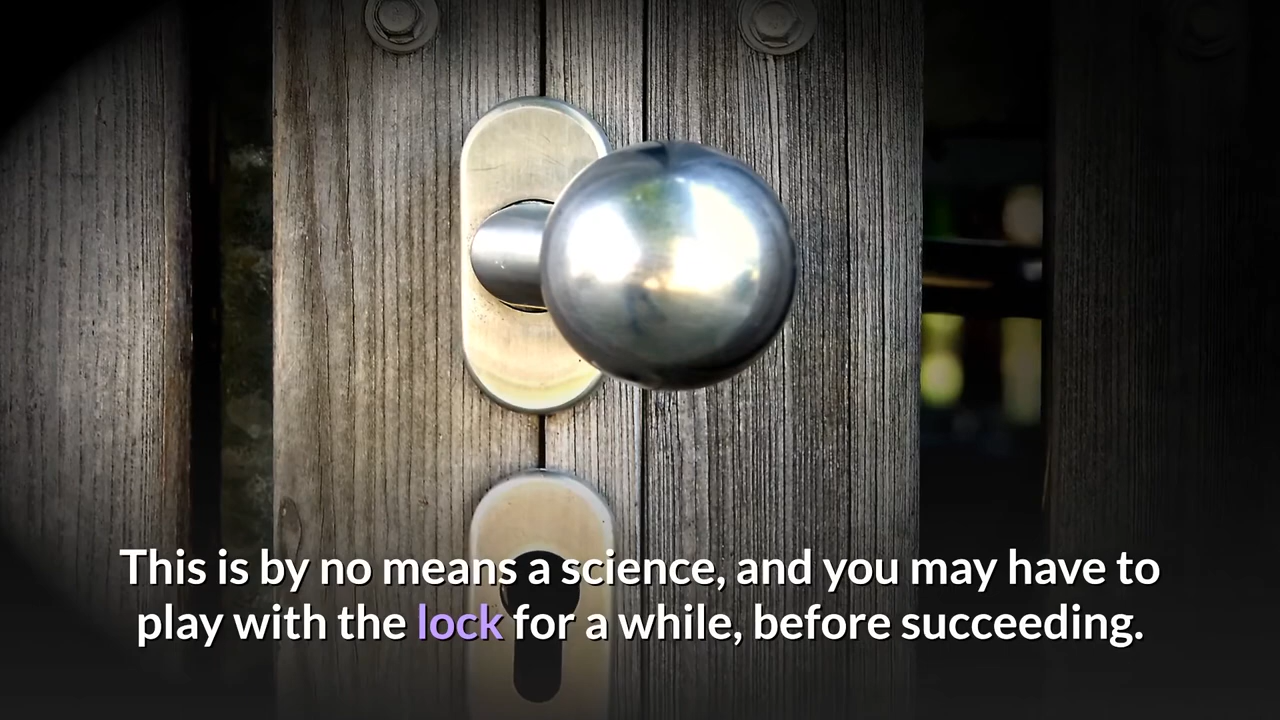 This is by no means a science, and you may have to
play with the lock for a while, before succeeding.